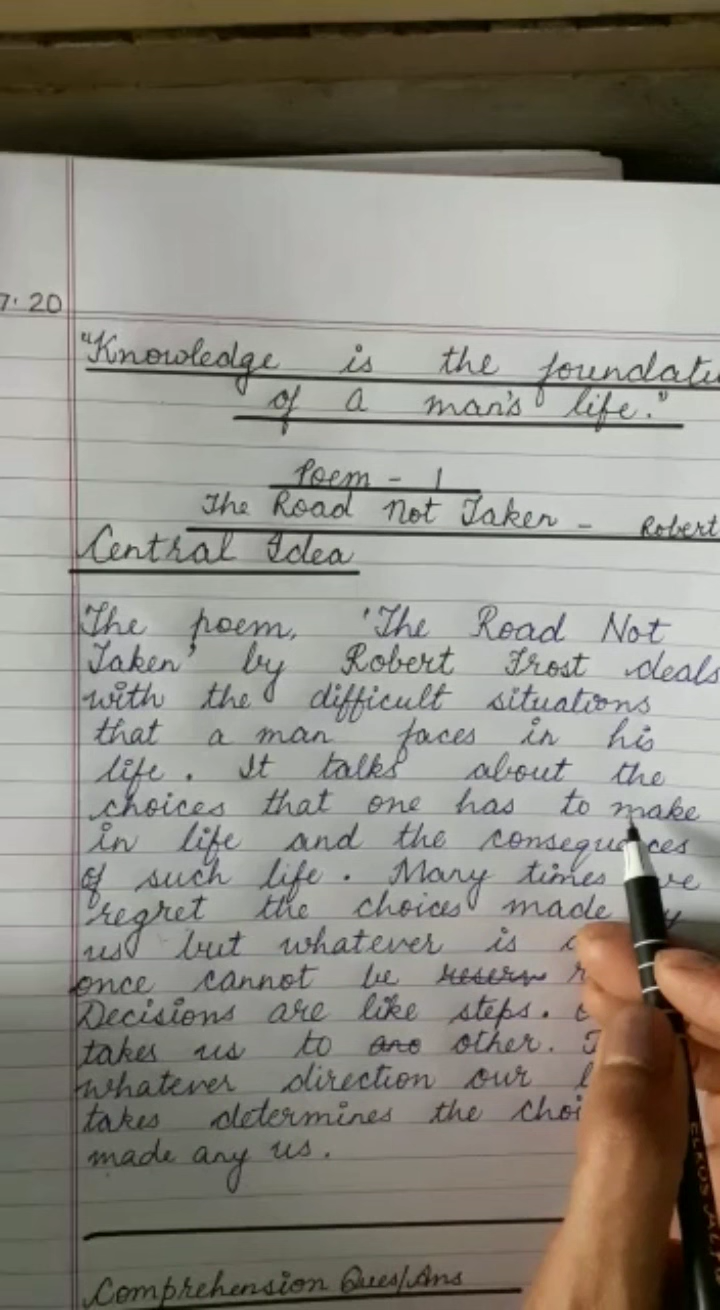 7.20
"Knowledge is the foundati
of a man's life."
Poem - 1
The Road Not Taken - Robert
Central Idea
The poem, 'The Road Not
Taken' by Robert Frost deals
with the difficult situations
that a man faces in his
life. It talks about the
choices that one has to make
in life and the consequences
of such life. Many times we
regret the choices made
us but whatever is
once cannot be
Decisions are like steps.
takes us to other.
whatever direction our
takes determines the choi
made any us.
Comprehension Ques/Ans